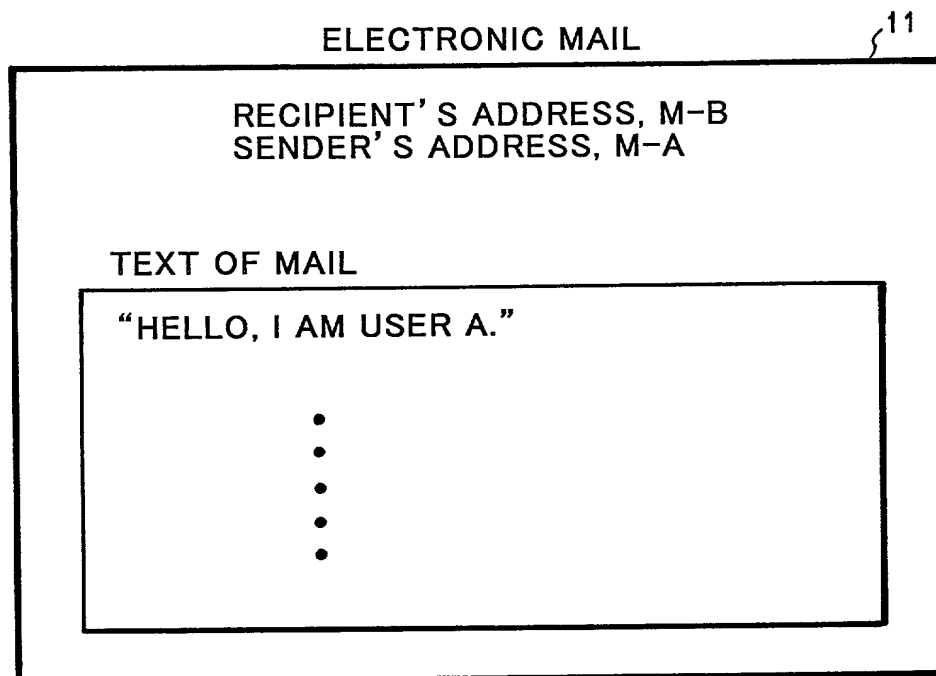 ELECTRONIC MAIL
11
RECIPIENT'S ADDRESS, M-B
SENDER'S ADDRESS, M-A
TEXT OF MAIL
“HELLO, I AM USER A.”